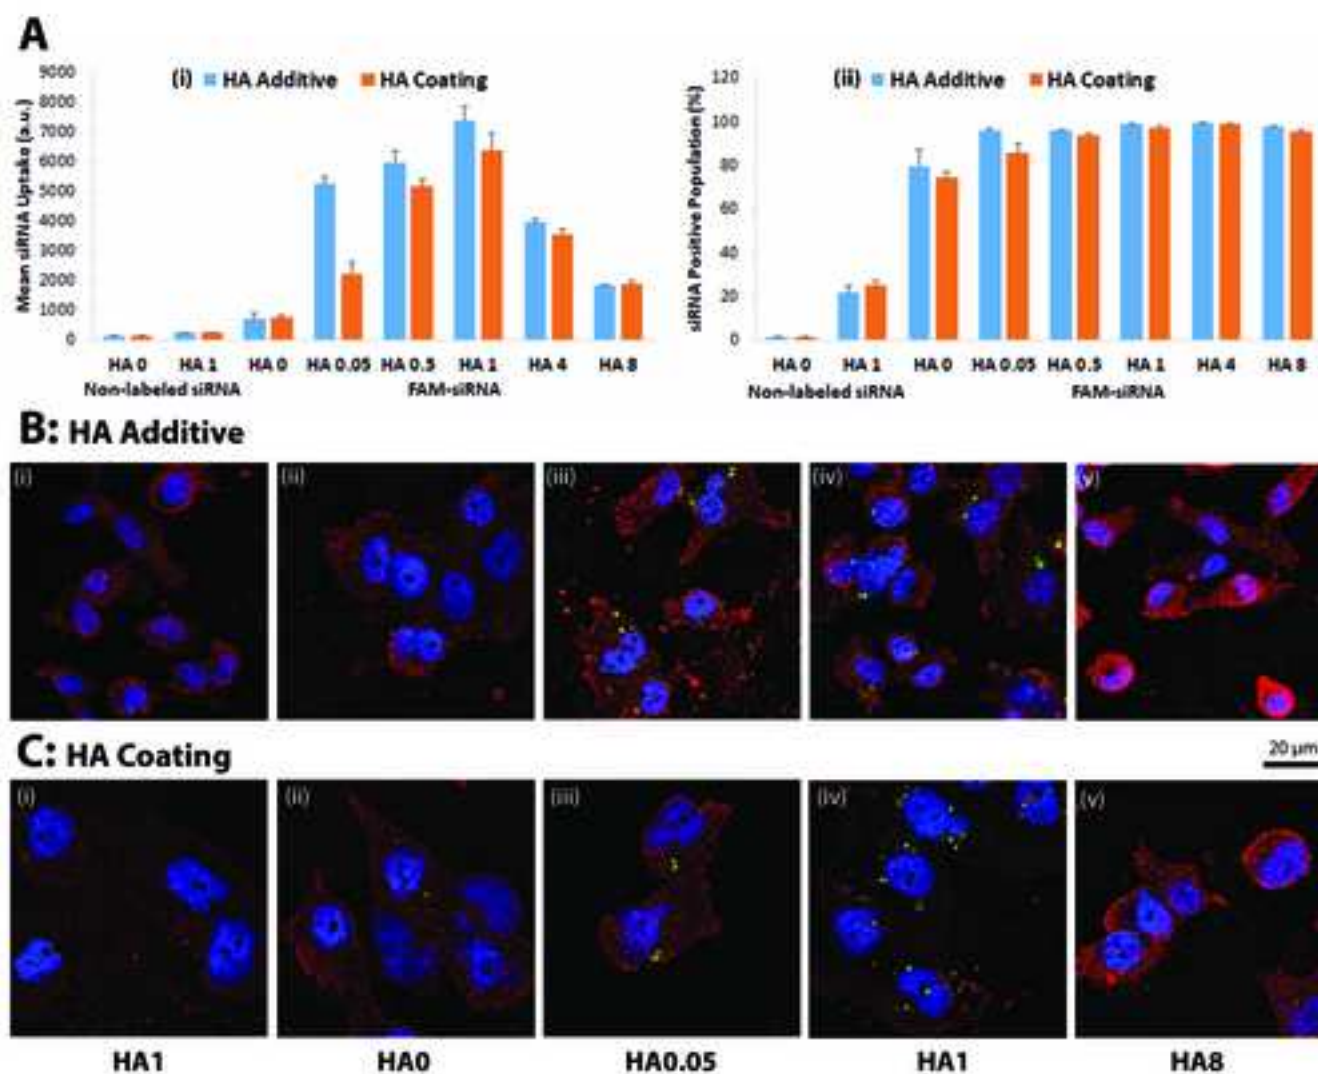 A
(i) HA Additive HA Coating
Mean siRNA Uptake (a.u.)
9000
8000
7000
6000
5000
4000
3000
2000
1000
0
HA 0 HA 1 HA 0 HA 0.05 HA 0.5 HA 1 HA 4 HA 8
Non-labeled siRNA FAM-siRNA
(ii) HA Additive HA Coating
siRNA Positive Population (%)
120
100
80
60
40
20
0
HA 0 HA 1 HA 0 HA 0.05 HA 0.5 HA 1 HA 4 HA 8
Non-labeled siRNA FAM-siRNA
B: HA Additive
(i) (ii) (iii) (iv) (v)
C: HA Coating
20 µm
(i) (ii) (iii) (iv) (v)
HA1 HA0 HA0.05 HA1 HA8